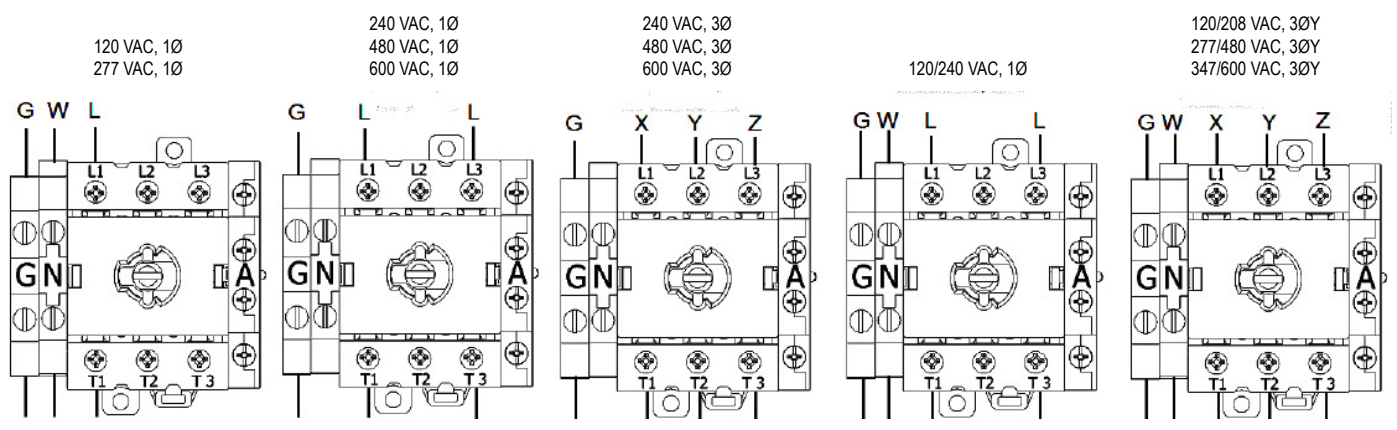 120 VAC, 1Ø
277 VAC, 1Ø
G W L
L1 L2 L3
G N A
T1 T2 T3
240 VAC, 1Ø
480 VAC, 1Ø
600 VAC, 1Ø
G L L
L1 L2 L3
G N A
T1 T2 T3
240 VAC, 3Ø
480 VAC, 3Ø
600 VAC, 3Ø
G X Y Z
L1 L2 L3
G N A
T1 T2 T3
120/240 VAC, 1Ø
G W L L
L1 L2 L3
G N A
T1 T2 T3
120/208 VAC, 3ØY
277/480 VAC, 3ØY
347/600 VAC, 3ØY
G W X Y Z
L1 L2 L3
G N A
T1 T2 T3